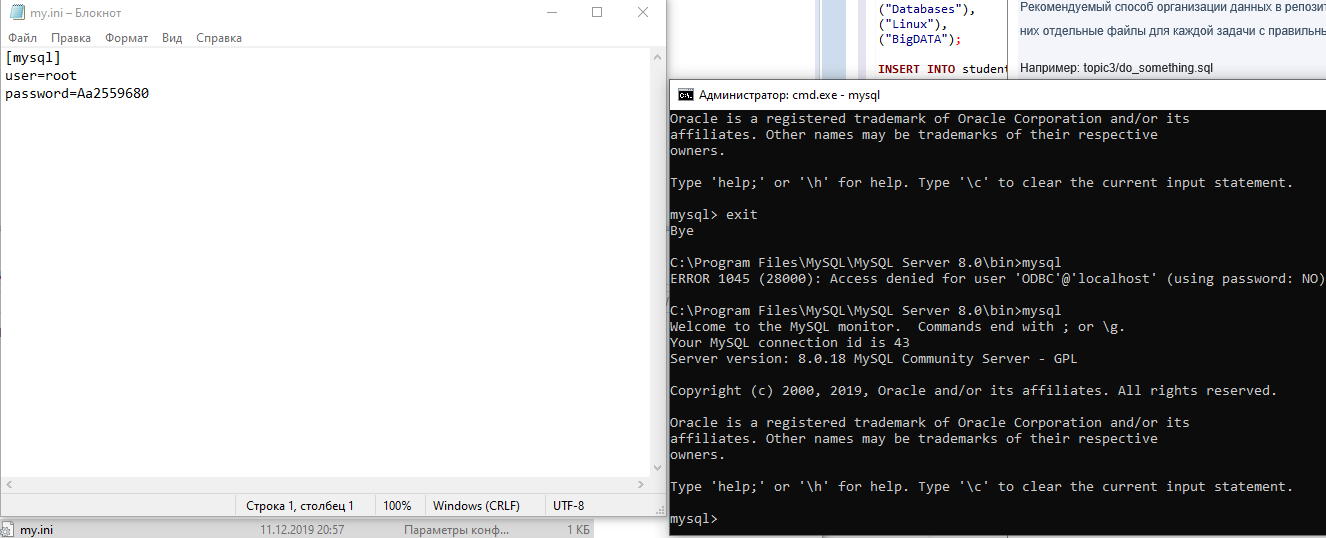 my.ini – Блокнот
Файл Правка Формат Вид Справка
[mysql]
user=root
password=Aa2559680
Строка 1, столбец 1 100% Windows (CRLF) UTF-8
my.ini 11.12.2019 20:57 Параметры конф... 1 КБ
("Databases"),
("Linux"),
("BigDATA");
INSERT INTO student
Рекомендуемый способ организации данных в репозит
них отдельные файлы для каждой задачи с правильны
Например: topic3/do_something.sql
Администратор: cmd.exe - mysql
Oracle is a registered trademark of Oracle Corporation and/or its
affiliates. Other names may be trademarks of their respective
owners.
Type 'help;' or '\h' for help. Type '\c' to clear the current input statement.
mysql> exit
Bye
C:\Program Files\MySQL\MySQL Server 8.0\bin>mysql
ERROR 1045 (28000): Access denied for user 'ODBC'@'localhost' (using password: NO)
C:\Program Files\MySQL\MySQL Server 8.0\bin>mysql
Welcome to the MySQL monitor.  Commands end with ; or \g.
Your MySQL connection id is 43
Server version: 8.0.18 MySQL Community Server - GPL
Copyright (c) 2000, 2019, Oracle and/or its affiliates. All rights reserved.
Oracle is a registered trademark of Oracle Corporation and/or its
affiliates. Other names may be trademarks of their respective
owners.
Type 'help;' or '\h' for help. Type '\c' to clear the current input statement.
mysql>